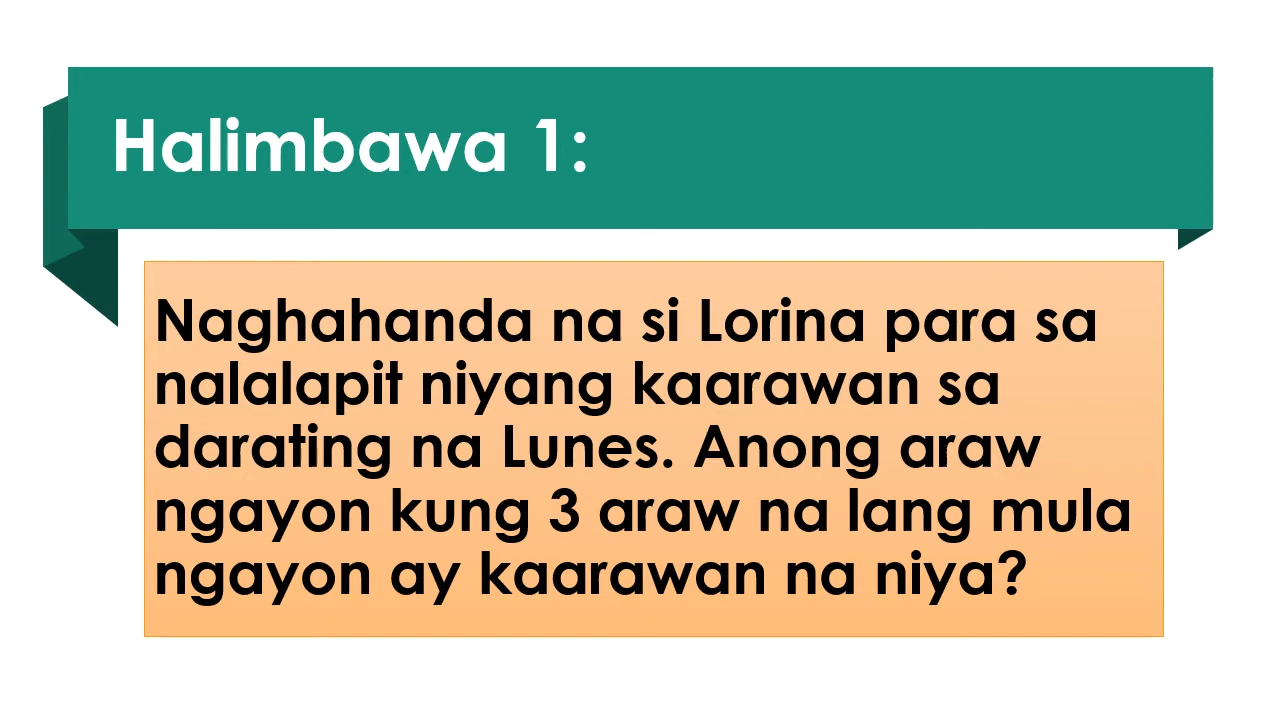 Halimbawa 1:
Naghahanda na si Lorina para sa
nalalapit niyang kaarawan sa
darating na Lunes. Anong araw
ngayon kung 3 araw na lang mula
ngayon ay kaarawan na niya?